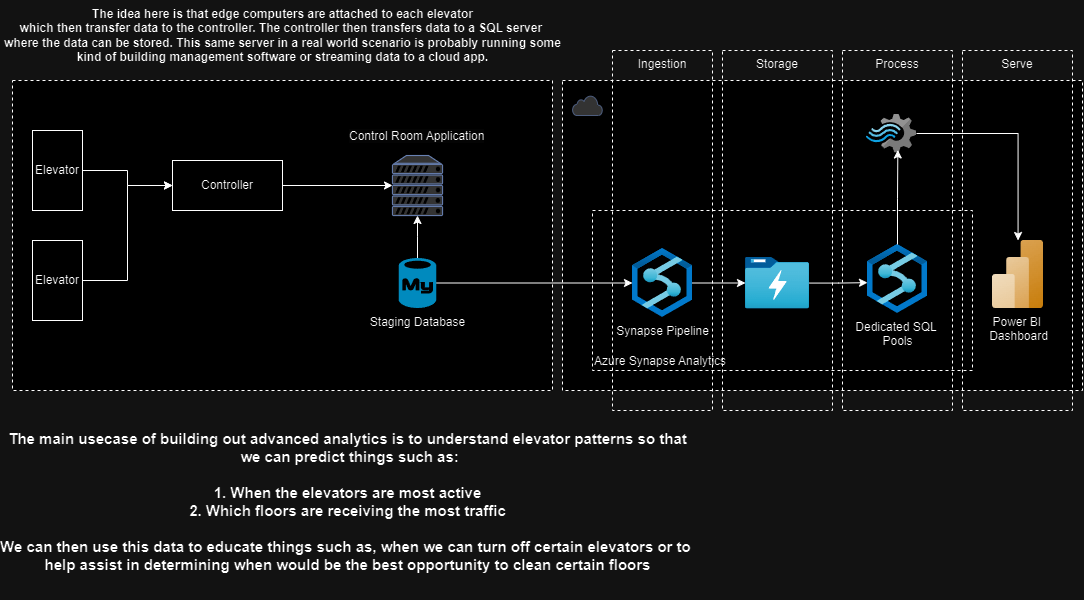 The idea here is that edge computers are attached to each elevator
which then transfer data to the controller. The controller then transfers data to a SQL server
where the data can be stored. This same server in a real world scenario is probably running some
kind of building management software or streaming data to a cloud app.
Ingestion
Storage
Process
Serve
Control Room Application
Elevator
Controller
Elevator
My
Staging Database
Synapse Pipeline
Dedicated SQL
Pools
Power BI
Dashboard
Azure Synapse Analytics
The main usecase of building out advanced analytics is to understand elevator patterns so that
we can predict things such as:
1. When the elevators are most active
2. Which floors are receiving the most traffic
We can then use this data to educate things such as, when we can turn off certain elevators or to
help assist in determining when would be the best opportunity to clean certain floors